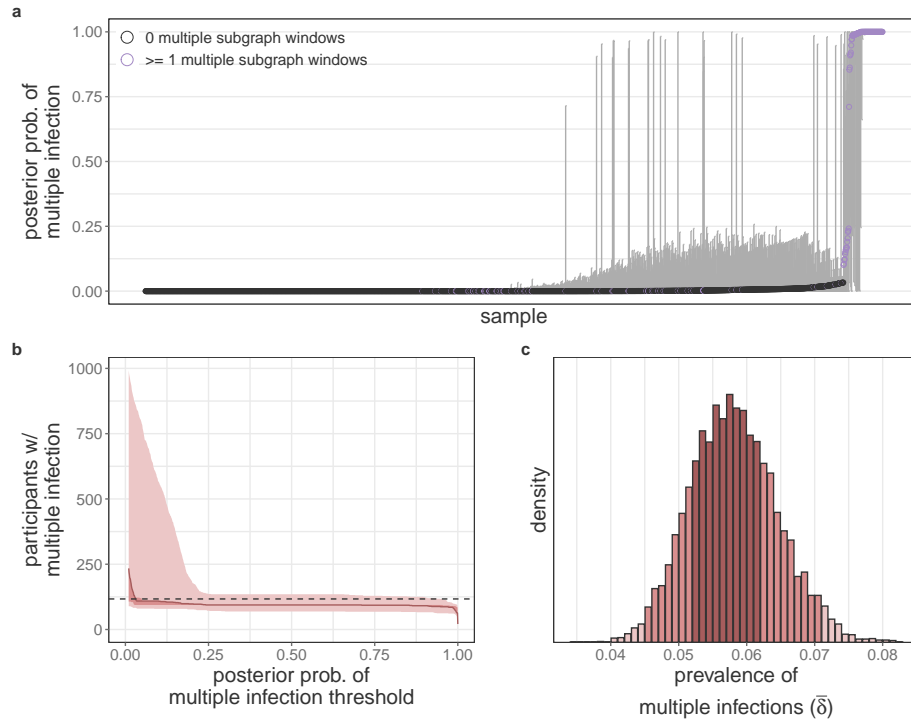 a
0 multiple subgraph windows
>= 1 multiple subgraph windows
1.00
0.75
0.50
0.25
0.00
posterior prob. of
multiple infection
sample
b
1000
750
500
250
0
participants w/
multiple infection
0.00 0.25 0.50 0.75 1.00
posterior prob. of
multiple infection threshold
c
density
0.04 0.05 0.06 0.07 0.08
prevalence of
multiple infections (δ̄)